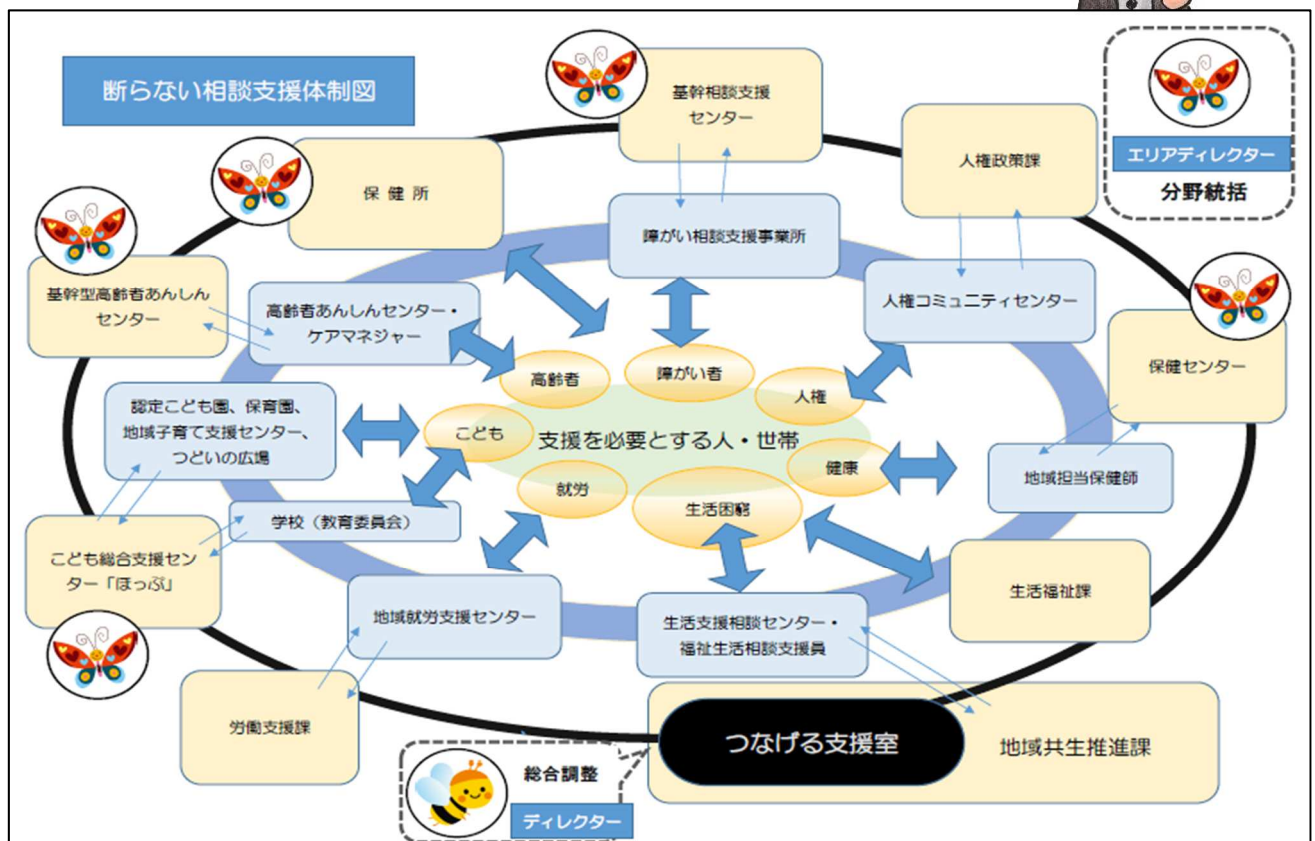 断らない相談支援体制図
基幹相談支援
センター
人権政策課
エリアディレクター
分野統括
保健所
障がい相談支援事業所
基幹型高齢者あんしん
センター
高齢者あんしんセンター・
ケアマネジャー
人権コミュニティセンター
保健センター
高齢者
障がい者
人権
認定こども園、保育園、
地域子育て支援センター、
つどいの広場
こども
支援を必要とする人・世帯
健康
地域担当保健師
就労
生活困窮
学校（教育委員会）
こども総合支援セン
ター「ほっぷ」
地域就労支援センター
生活支援相談センター・
福祉生活相談支援員
生活福祉課
労働支援課
つなげる支援室
地域共生推進課
総合調整
ディレクター